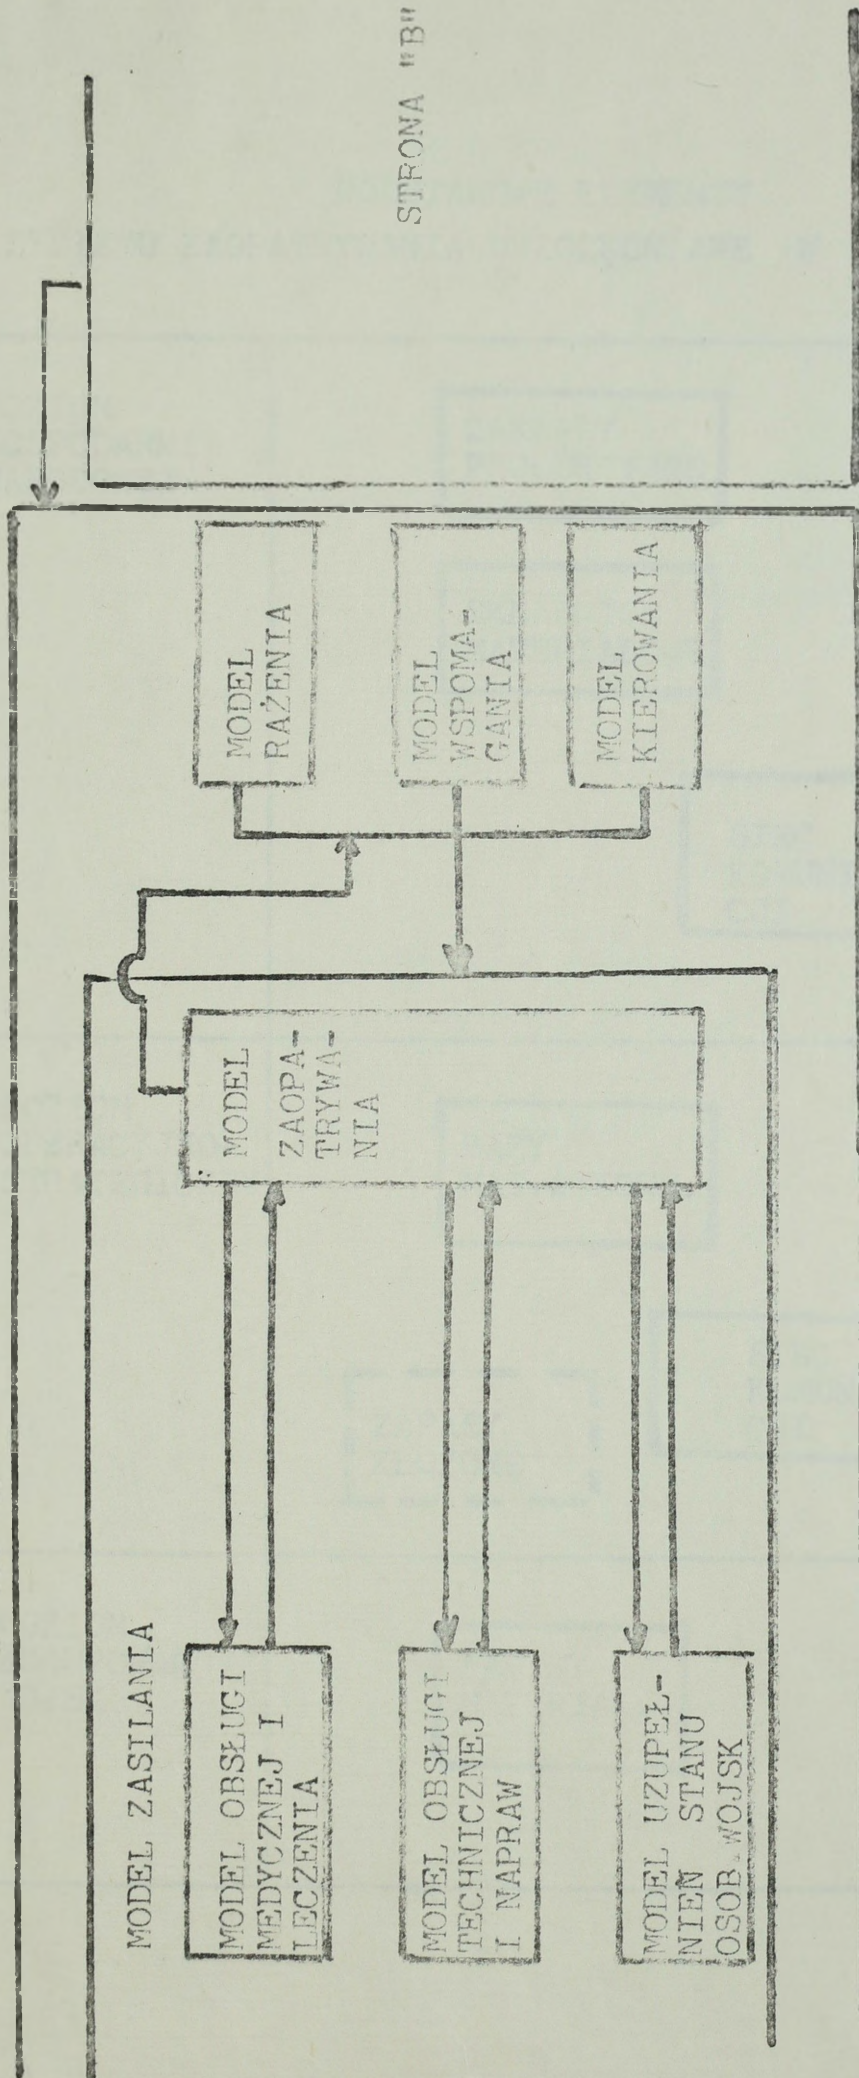 MODEL ZASILANIA
MODEL OBSŁUGI
MEDYCZNEJ I
LECZENIA
MODEL OBSŁUGI
TECHNICZNEJ
I NAPRAW
MODEL UZUPEŁ-
NIEŃ STANU
OSOB.WOJSK
MODEL
ZAOPA-
TRYWA-
NIA
MODEL
RAŻENIA
MODEL
WSPOMA-
GANIA
MODEL
KIEROWANIA
STRONA "B"